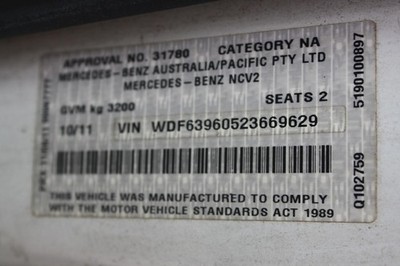 APPROVAL NO. 31780 CATEGORY NA
MERCEDES-BENZ AUSTRALIA/PACIFIC PTY LTD
MERCEDES-BENZ NCV2
GVM kg 3200 SEATS 2
10/11 VIN WDF63960523669629
THIS VEHICLE WAS MANUFACTURED TO COMPLY
WITH THE MOTOR VEHICLE STANDARDS ACT 1989
5190100897
Q102759